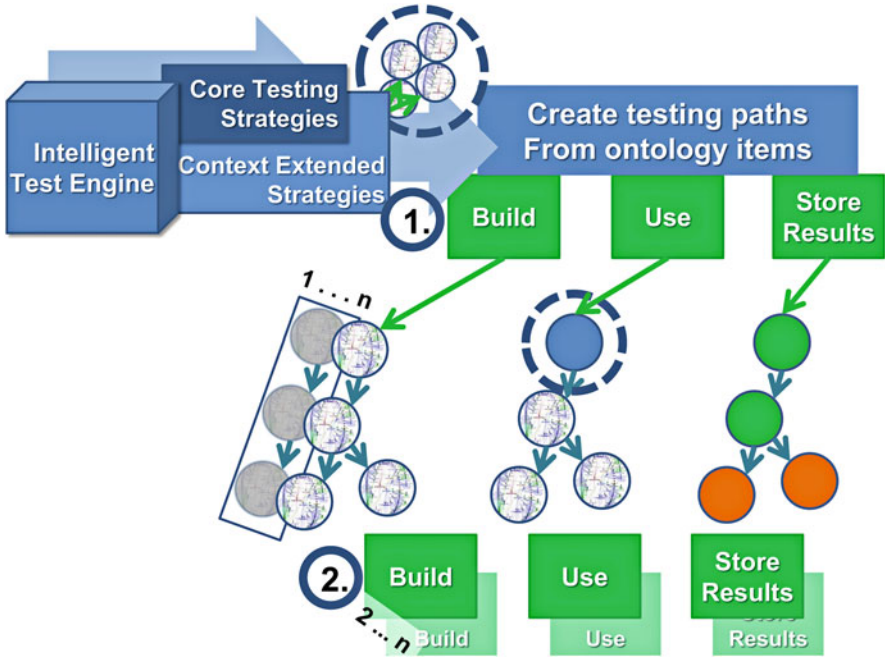 Core Testing
Strategies
Intelligent
Test Engine
Context Extended
Strategies
Create testing paths
From ontology items
1.
Build
Use
Store
Results
1 . . . n
2.
Build
Use
Store
Results
2 ... n
Build
Use
Store
Results